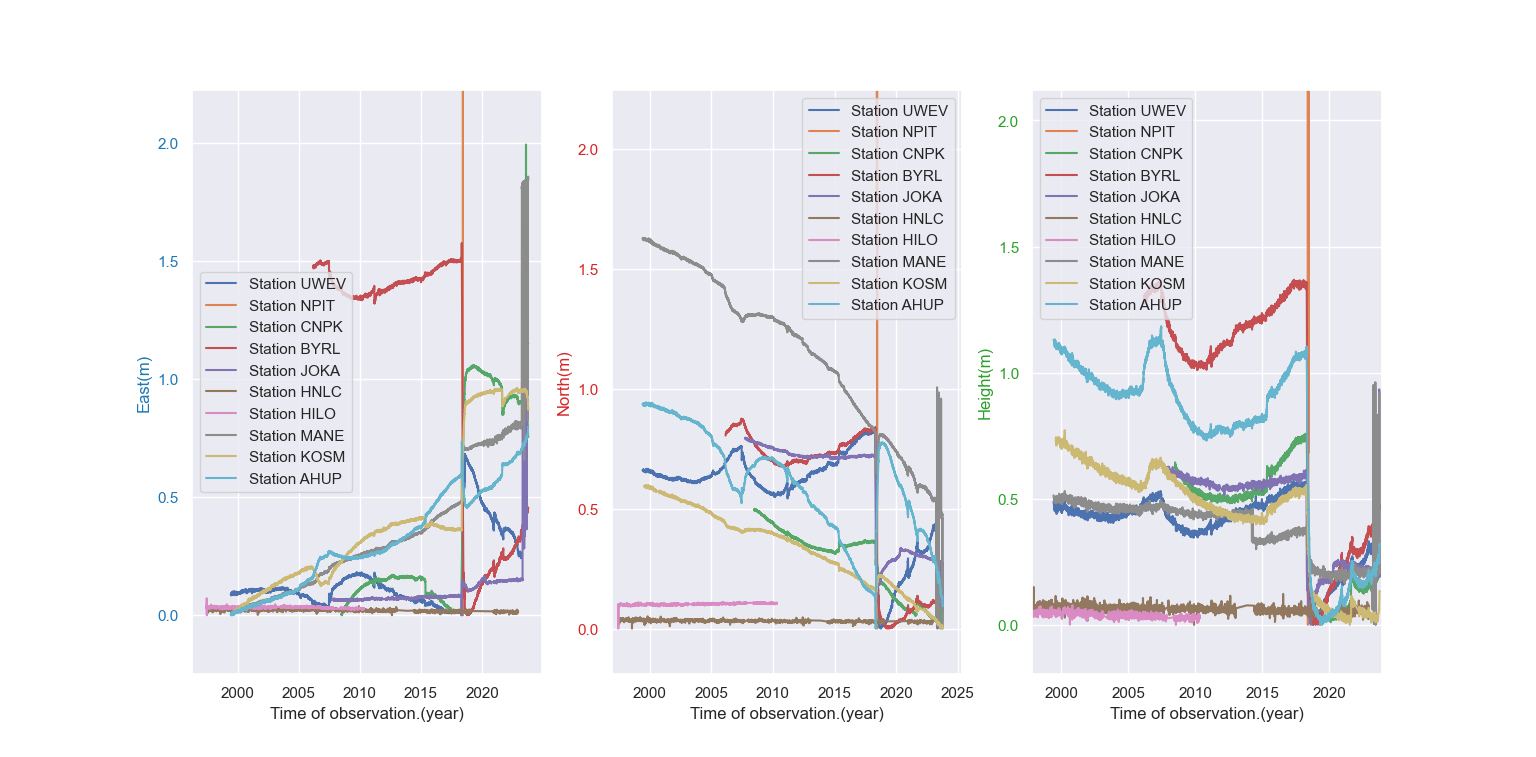 East(m)
2.0
1.5
1.0
0.5
0.0
Station UWEV
Station NPIT
Station CNPK
Station BYRL
Station JOKA
Station HNLC
Station HILO
Station MANE
Station KOSM
Station AHUP
2000
2005
2010
2015
2020
Time of observation.(year)
North(m)
2.0
1.5
1.0
0.5
0.0
Station UWEV
Station NPIT
Station CNPK
Station BYRL
Station JOKA
Station HNLC
Station HILO
Station MANE
Station KOSM
Station AHUP
2000
2005
2010
2015
2020
2025
Time of observation.(year)
Height(m)
2.0
1.5
1.0
0.5
0.0
Station UWEV
Station NPIT
Station CNPK
Station BYRL
Station JOKA
Station HNLC
Station HILO
Station MANE
Station KOSM
Station AHUP
2000
2005
2010
2015
2020
Time of observation.(year)